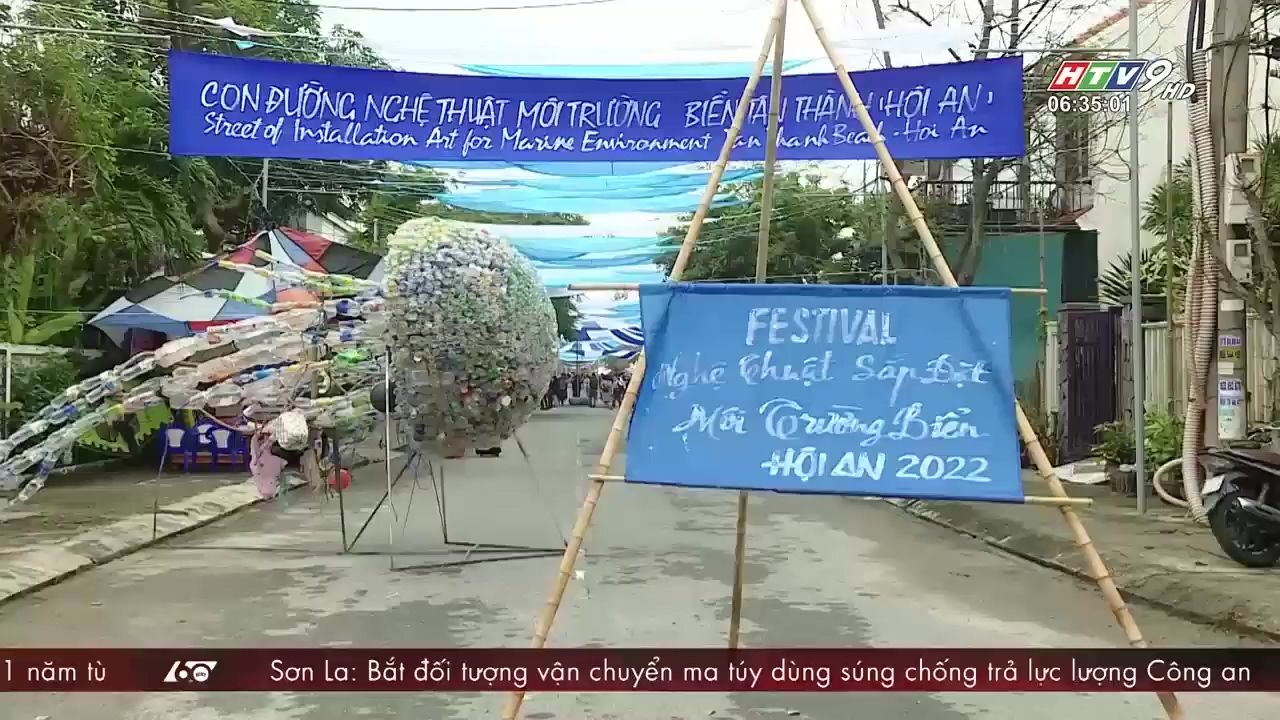 CON ĐƯỜNG NGHỆ THUẬT MÔI TRƯỜNG BIỂN TÂN THÀNH HỘI AN
Street of Installation Art for Marine Environment Tan Thanh Beach - Hoi An
HTV9 HD
06:35:01
FESTIVAL
Nghệ Thuật Sắp Đặt
Môi Trường Biển
HỘI AN 2022
1 năm tù 60 Sơn La: Bắt đối tượng vận chuyển ma túy dùng súng chống trả lực lượng Công an